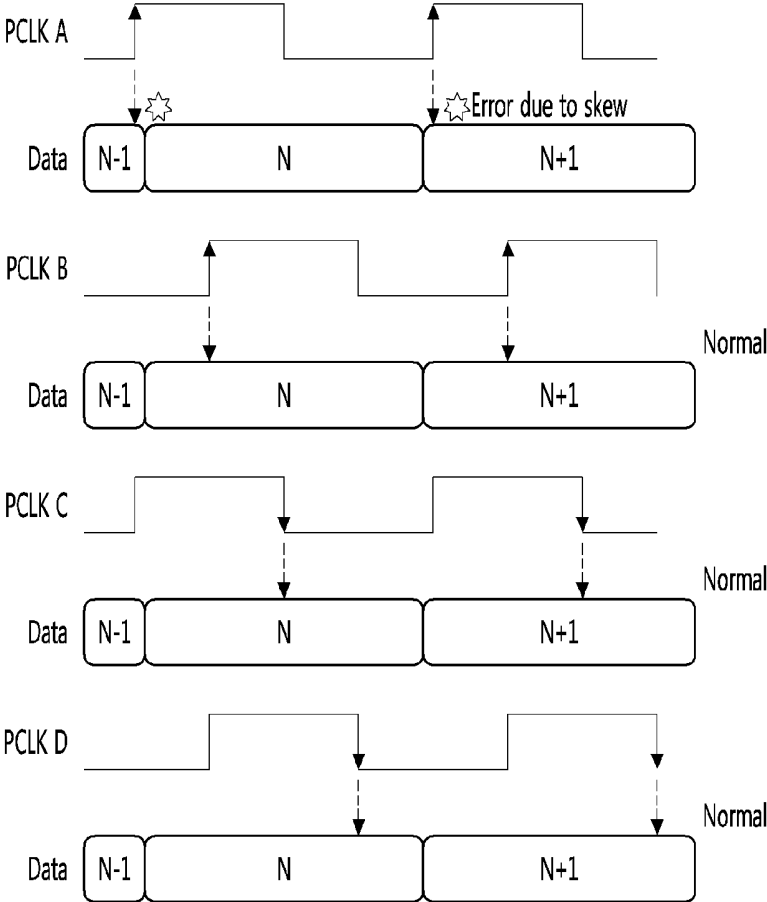 PCLK A
Error due to skew
Data N-1 N N+1
PCLK B
Normal
Data N-1 N N+1
PCLK C
Normal
Data N-1 N N+1
PCLK D
Normal
Data N-1 N N+1